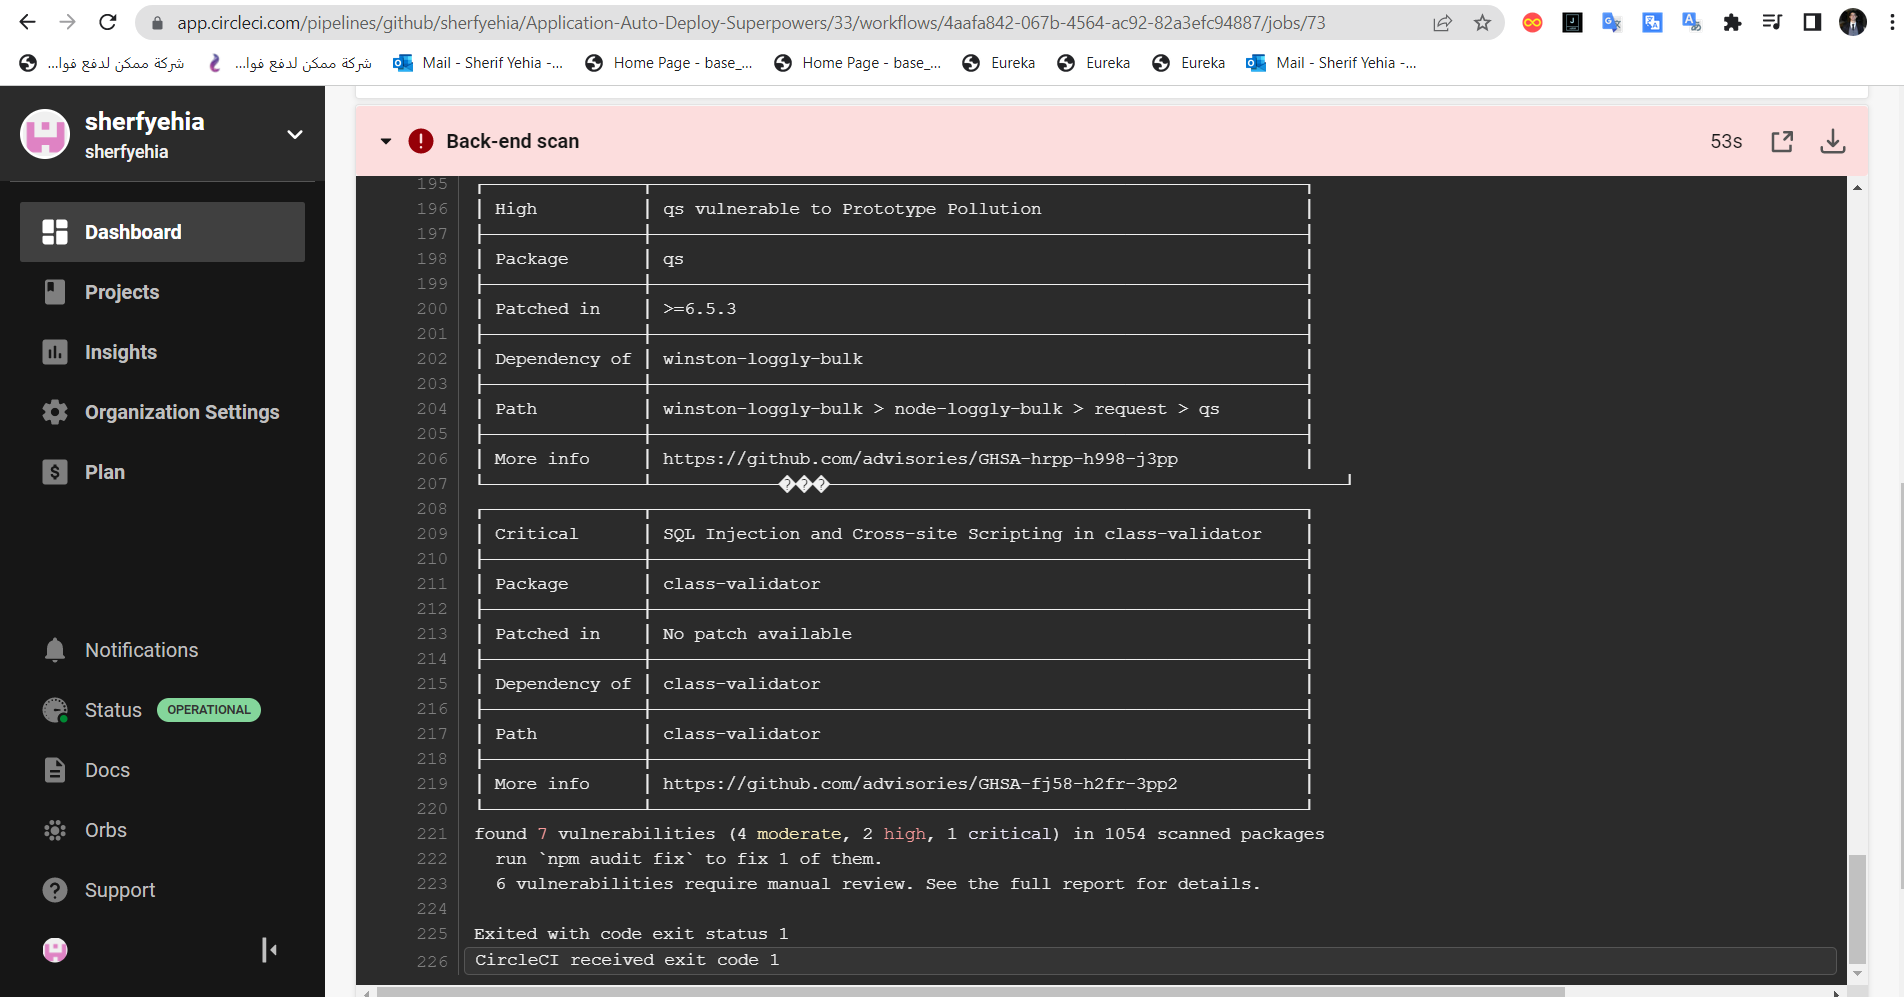 app.circleci.com/pipelines/github/sherfyehia/Application-Auto-Deploy-Superpowers/33/workflows/4aafa842-067b-4564-ac92-82a3efc94887/jobs/73
شركة ممكن لدفع فوا...
شركة ممكن لدفع فوا...
Mail - Sherif Yehia -...
Home Page - base_...
Home Page - base_...
Eureka
Eureka
Eureka
Mail - Sherif Yehia -...
sherfyehia
sherfyehia
Dashboard
Projects
Insights
Organization Settings
Plan
Notifications
Status OPERATIONAL
Docs
Orbs
Support
Back-end scan 53s
195
196 High qs vulnerable to Prototype Pollution
197
198 Package qs
199
200 Patched in >=6.5.3
201
202 Dependency of winston-loggly-bulk
203
204 Path winston-loggly-bulk > node-loggly-bulk > request > qs
205
206 More info https://github.com/advisories/GHSA-hrpp-h998-j3pp
207 ���
208
209 Critical SQL Injection and Cross-site Scripting in class-validator
210
211 Package class-validator
212
213 Patched in No patch available
214
215 Dependency of class-validator
216
217 Path class-validator
218
219 More info https://github.com/advisories/GHSA-fj58-h2fr-3pp2
220
221 found 7 vulnerabilities (4 moderate, 2 high, 1 critical) in 1054 scanned packages
222 run `npm audit fix` to fix 1 of them.
223 6 vulnerabilities require manual review. See the full report for details.
224
225 Exited with code exit status 1
226 CircleCI received exit code 1